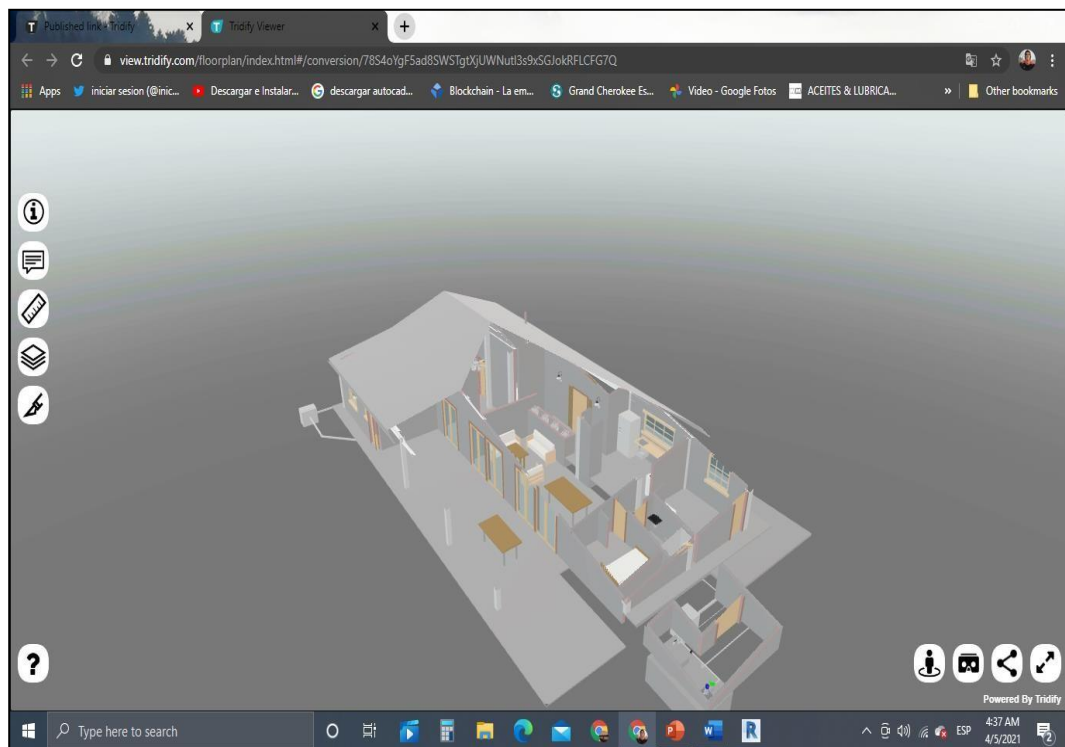 Published link - Tridify
Tridify Viewer
view.tridify.com/floorplan/index.html#/conversion/
Apps
iniciar sesion (@inic...
Descargar e Instalar...
descargar autocad...
Blockchain - La em...
Grand Cherokee Es...
Video - Google Fotos
ACEITES & LUBRICA...
»
Other bookmarks
?
Powered By Tridify
Type here to search
ESP
4:37 AM
4/5/2021
2